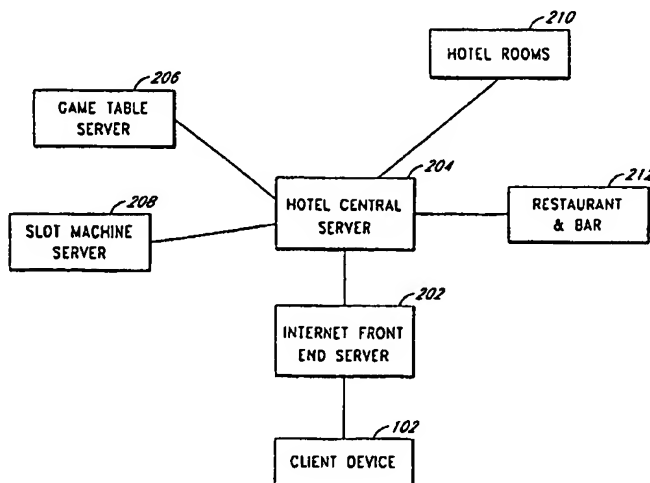 210
HOTEL ROOMS
206
GAME TABLE
SERVER
204
HOTEL CENTRAL
SERVER
212
RESTAURANT
& BAR
208
SLOT MACHINE
SERVER
202
INTERNET FRONT
END SERVER
102
CLIENT DEVICE